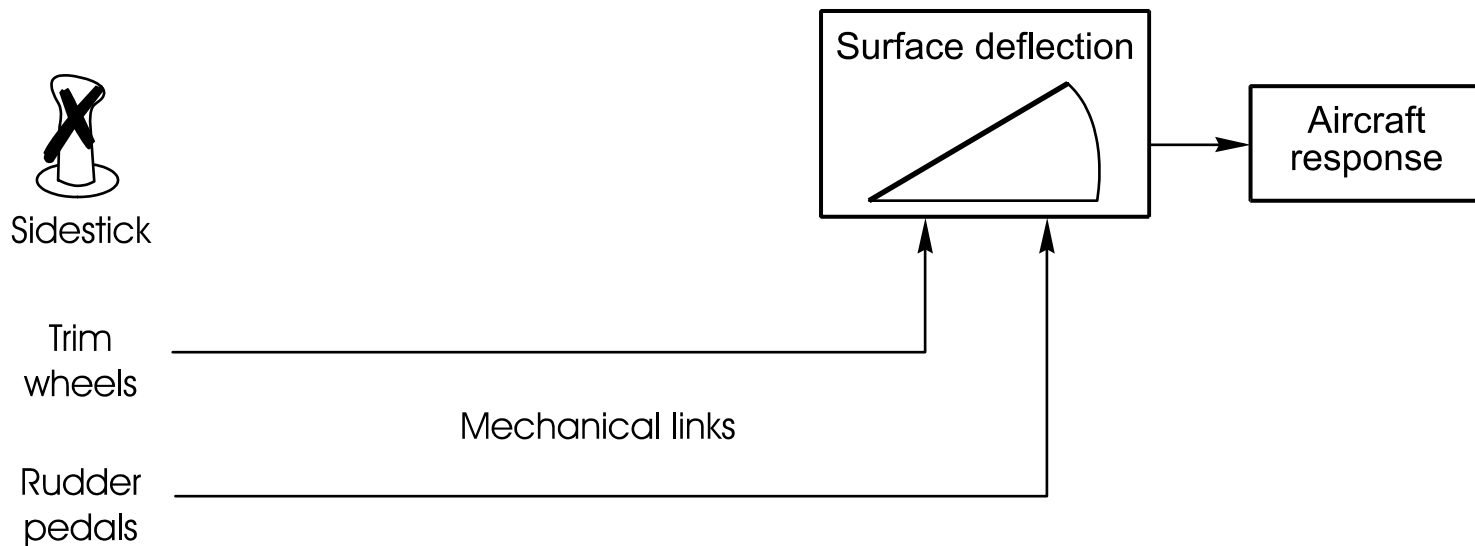 Surface deflection
Aircraft
response
Sidestick
Trim
wheels
Mechanical links
Rudder
pedals